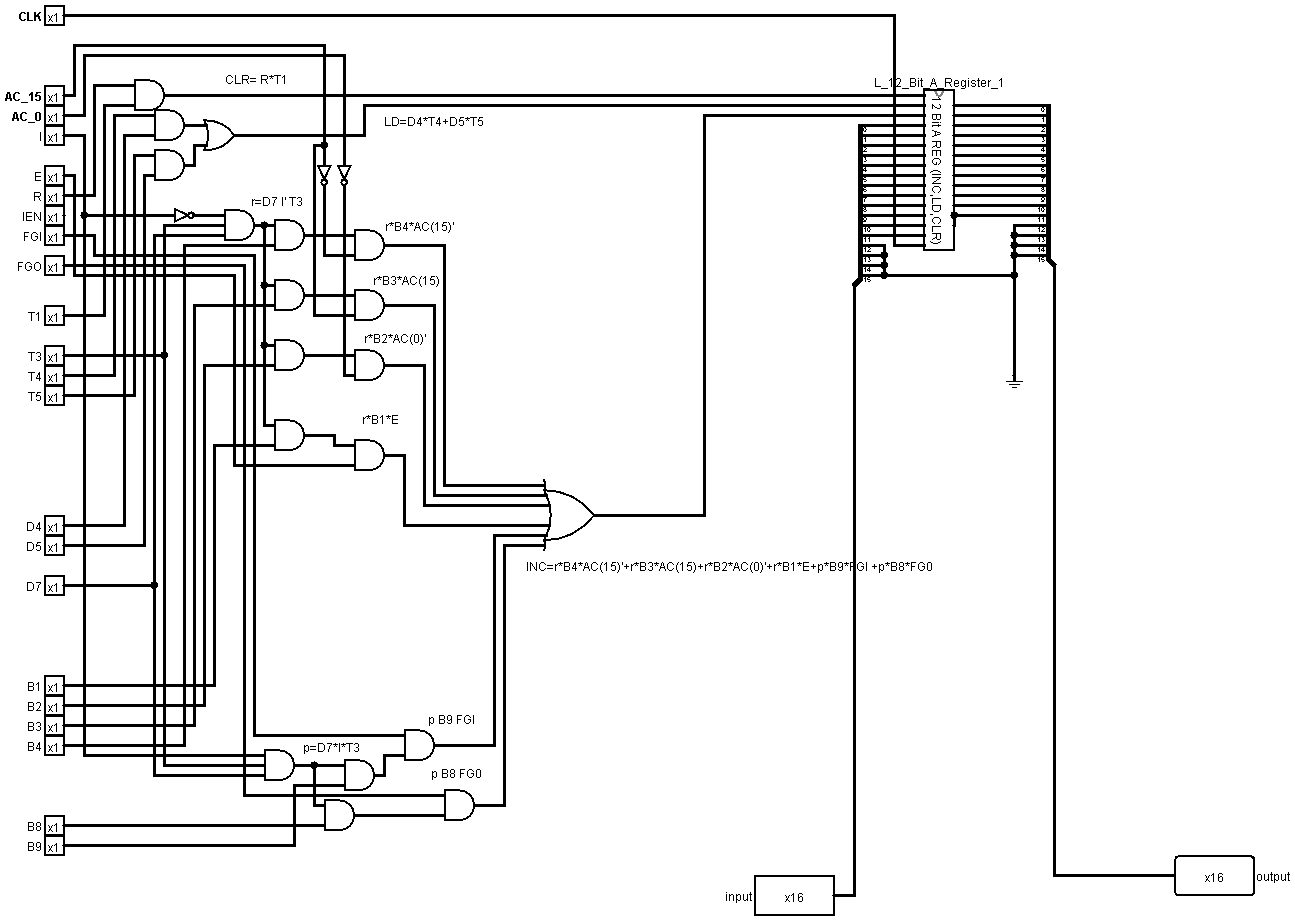 CLK x1
CLR= R*T1
L_12_Bit_A_Register_1
AC_15 x1
AC_0 x1
I x1
LD=D4*T4+D5*T5
12 Bit A REG (INC,LD,CLR)
0
1
2
3
4
5
6
7
8
9
10
11
12
13
14
15
0
1
2
3
4
5
6
7
8
9
10
11
12
13
14
15
E x1
R x1
IEN x1
r=D7 I' T3
FGI x1
r*B4*AC(15)'
FGO x1
r*B3*AC(15)
T1 x1
r*B2*AC(0)'
T3 x1
T4 x1
T5 x1
r*B1*E
D4 x1
D5 x1
INC=r*B4*AC(15)'+r*B3*AC(15)+r*B2*AC(0)'+r*B1*E+p*B9*FGI +p*B8*FG0
D7 x1
B1 x1
B2 x1
B3 x1
p B9 FGI
B4 x1
p=D7*I*T3
p B8 FG0
B8 x1
B9 x1
input x16
x16 output